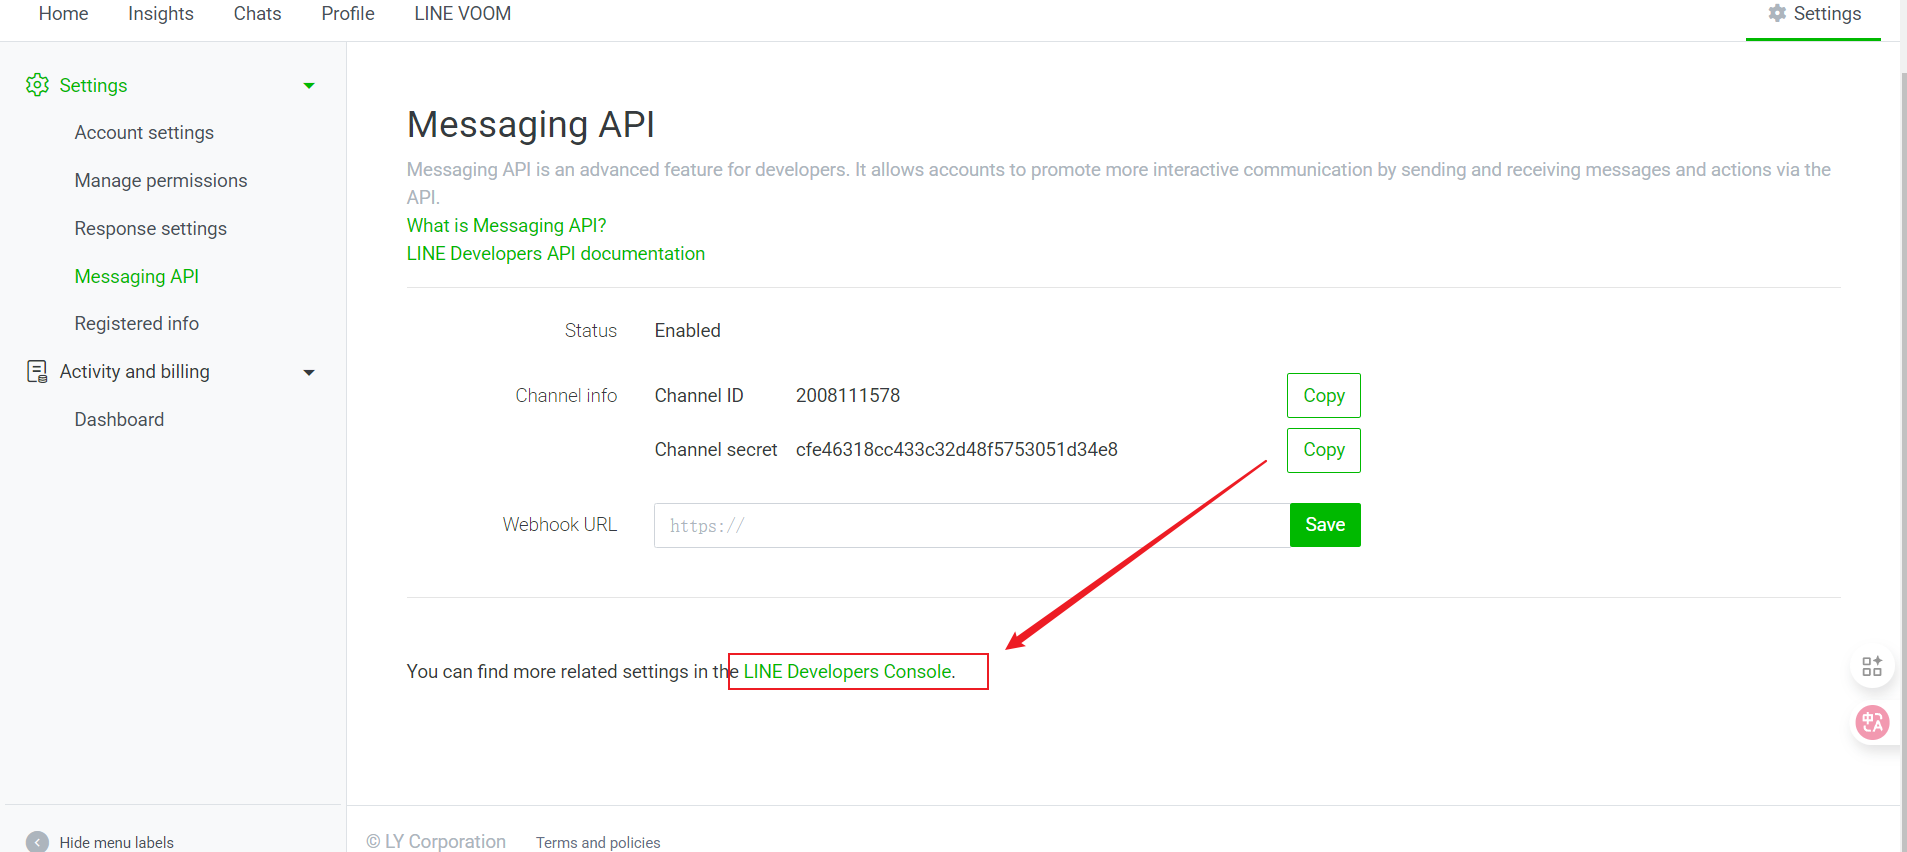 Home Insights Chats Profile LINE VOOM Settings
Settings
Account settings
Manage permissions
Response settings
Messaging API
Registered info
Activity and billing
Dashboard
Hide menu labels
Messaging API
Messaging API is an advanced feature for developers. It allows accounts to promote more interactive communication by sending and receiving messages and actions via the
API.
What is Messaging API?
LINE Developers API documentation
Status Enabled
Channel info Channel ID 2008111578 Copy
Channel secret cfe46318cc433c32d48f5753051d34e8 Copy
Webhook URL https:// Save
You can find more related settings in the LINE Developers Console.
中A
© LY Corporation Terms and policies